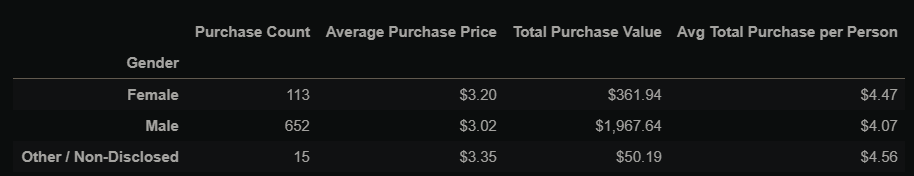 Purchase Count Average Purchase Price Total Purchase Value Avg Total Purchase per Person
Gender
Female 113 $3.20 $361.94 $4.47
Male 652 $3.02 $1,967.64 $4.07
Other / Non-Disclosed 15 $3.35 $50.19 $4.56